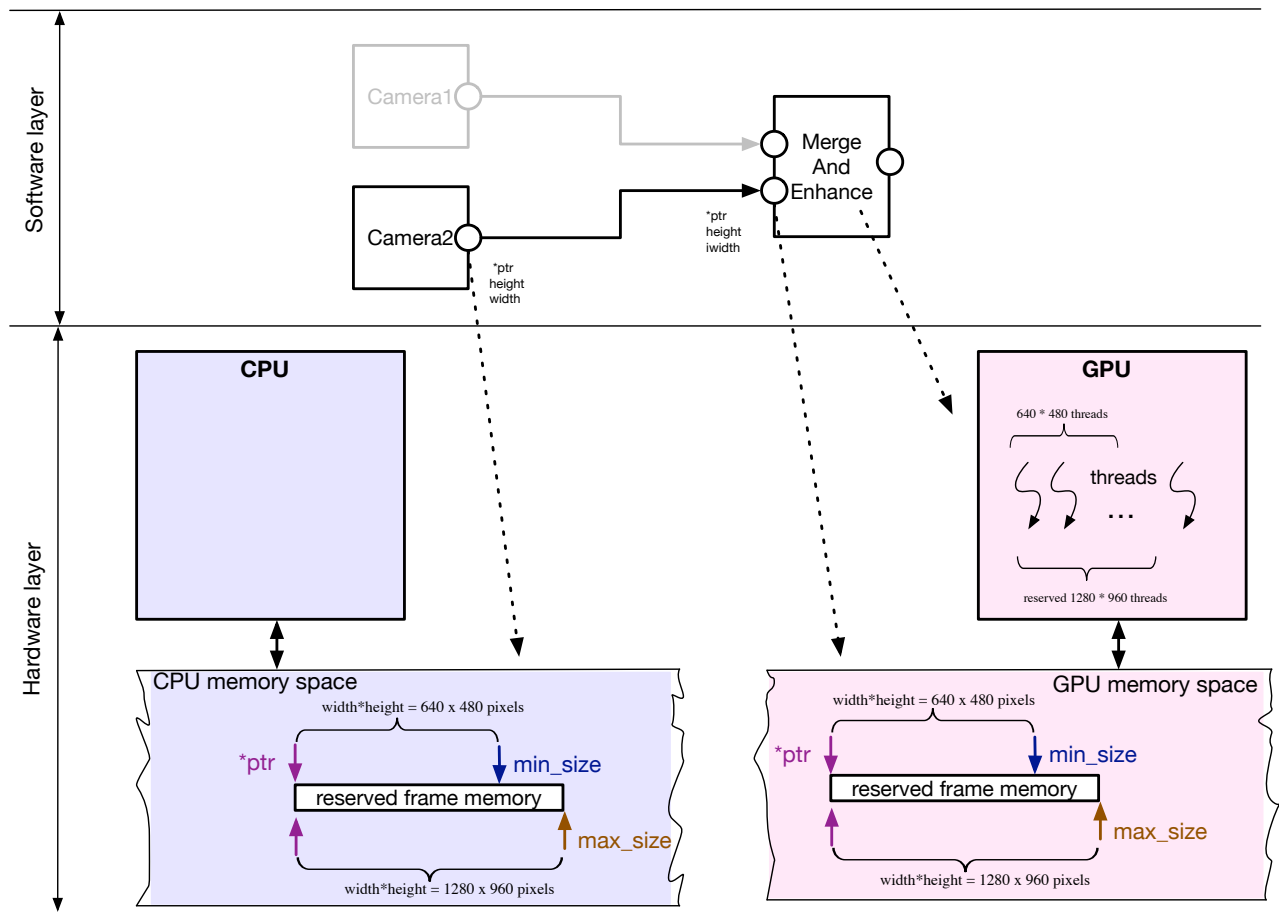 Software layer
Camera1
Merge
And
Enhance
Camera2
*ptr
height
iwidth
*ptr
height
width
Hardware layer
CPU
GPU
640 * 480 threads
threads
...
reserved 1280 * 960 threads
CPU memory space
width*height = 640 x 480 pixels
*ptr
min_size
reserved frame memory
max_size
width*height = 1280 x 960 pixels
GPU memory space
width*height = 640 x 480 pixels
*ptr
min_size
reserved frame memory
max_size
width*height = 1280 x 960 pixels